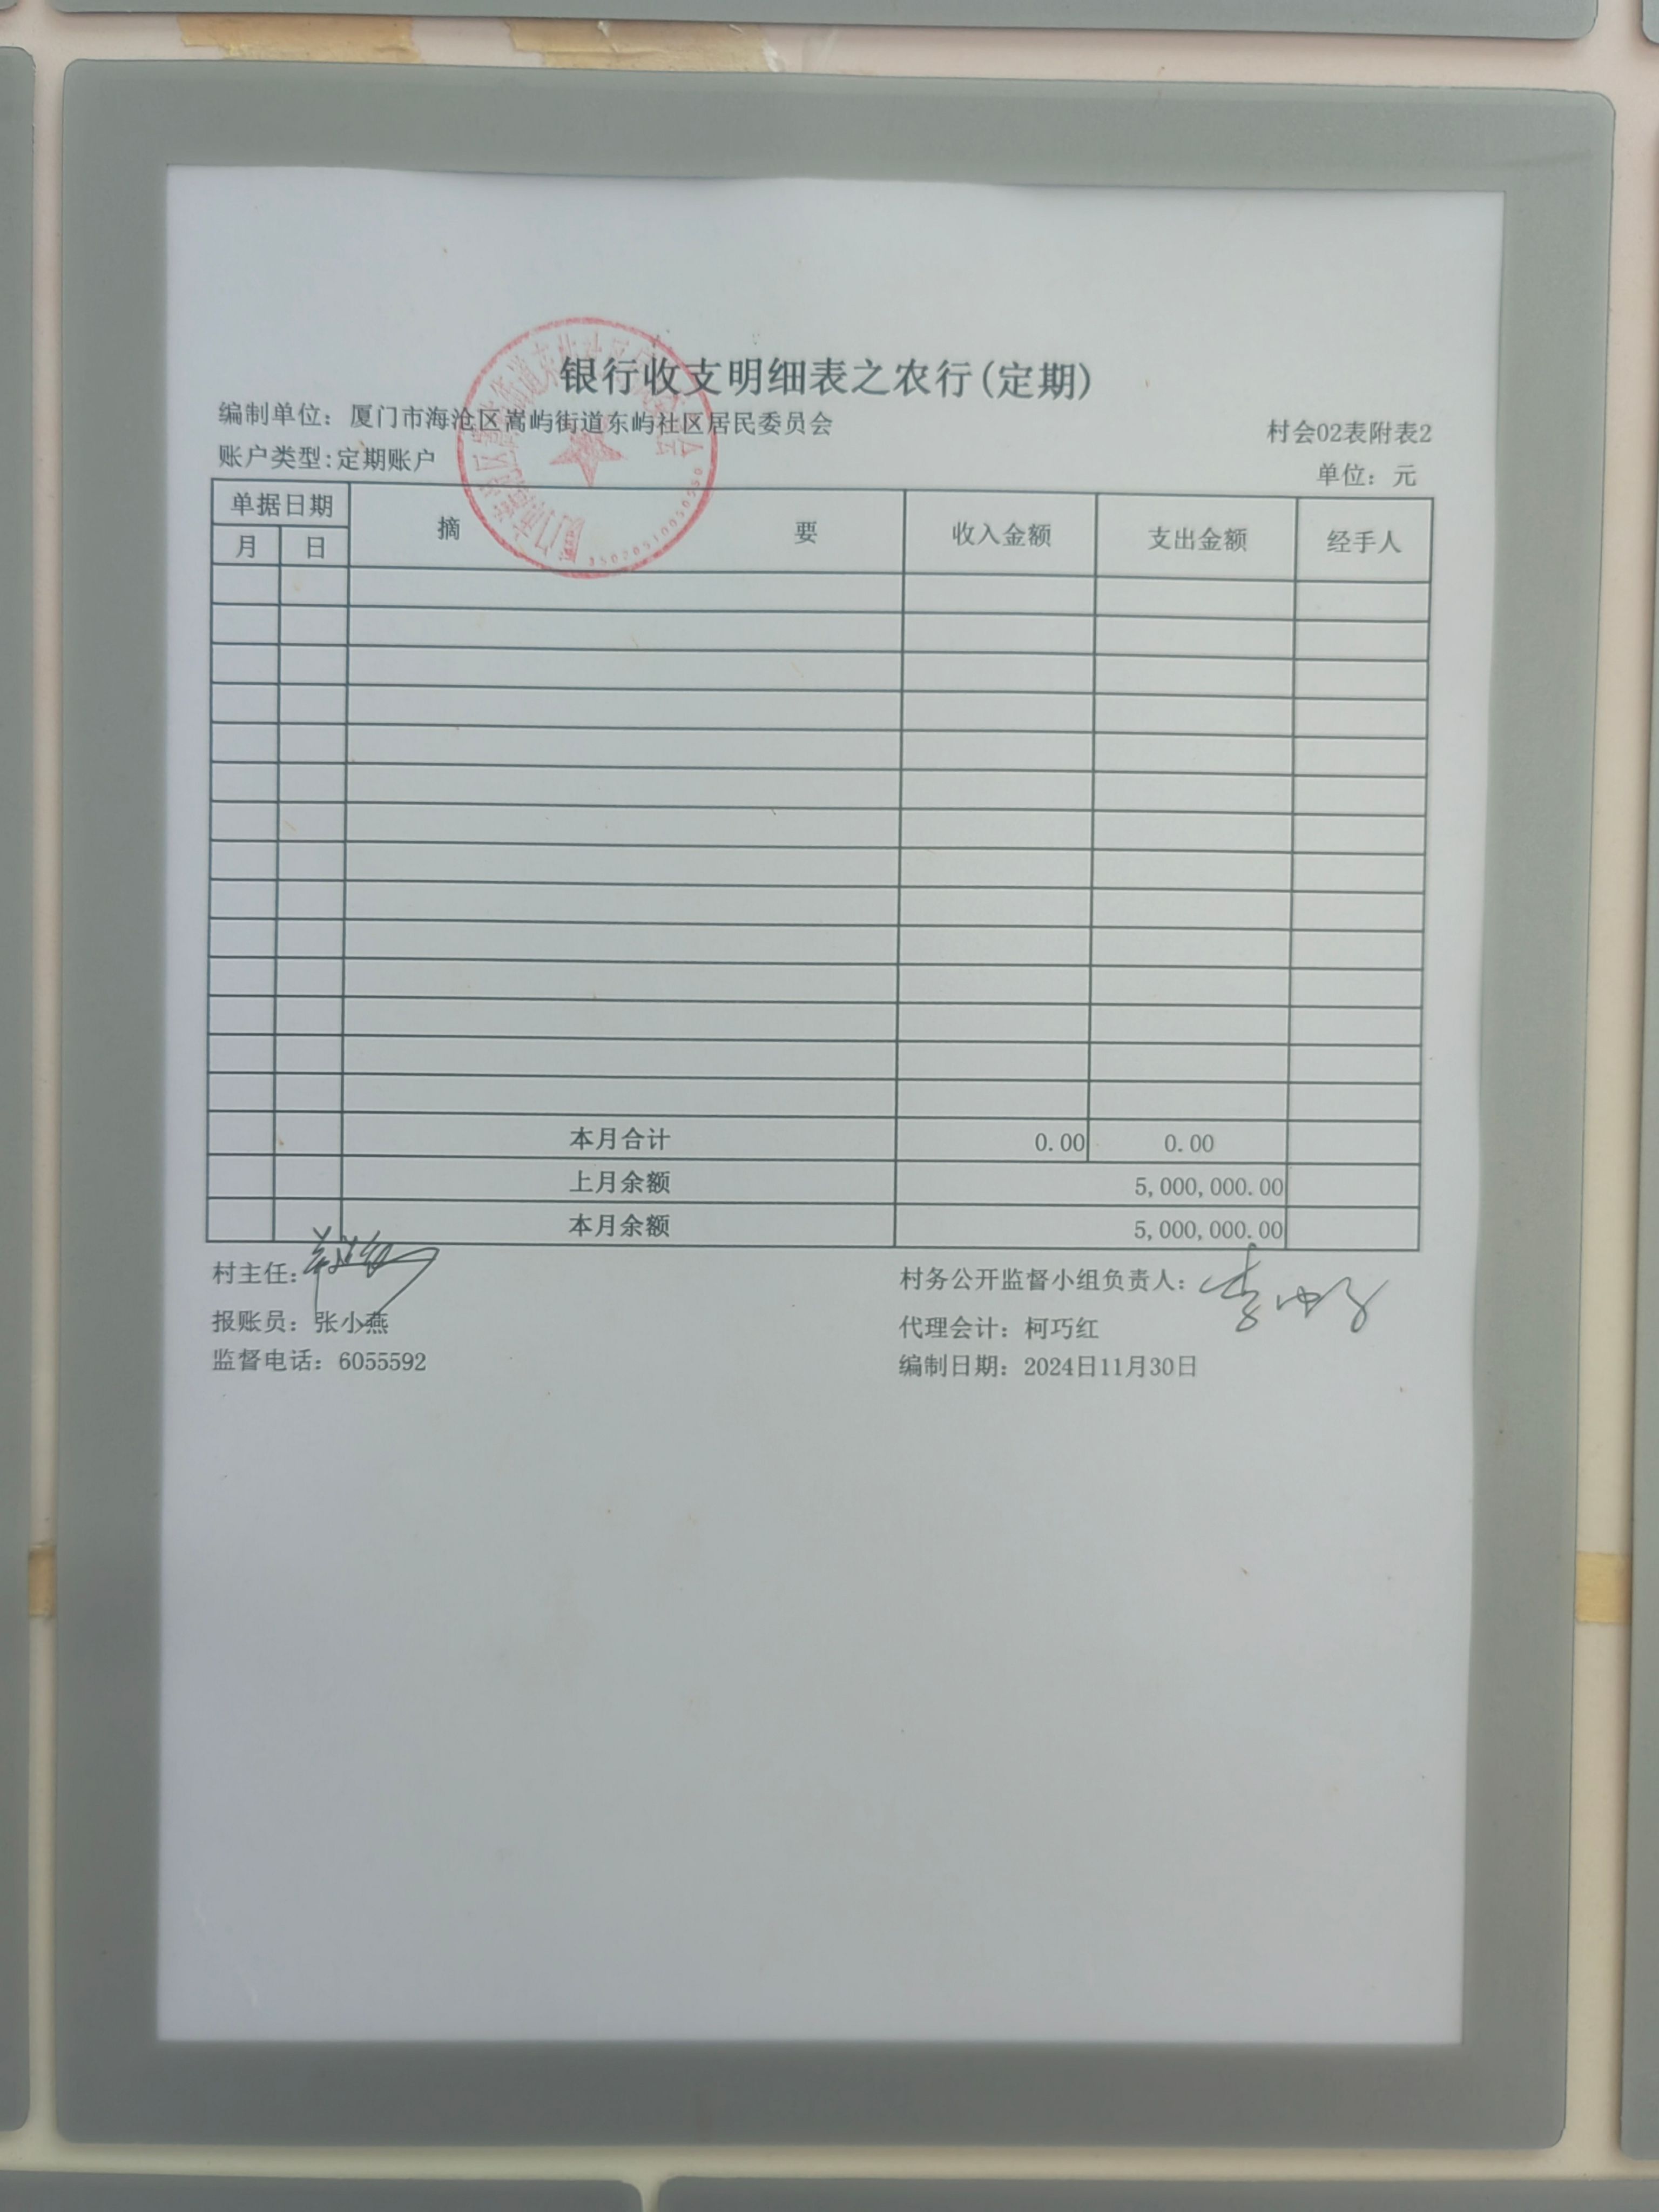 银行收支明细表之农行(定期)
编制单位：厦门市海沧区嵩屿街道东屿社区居民委员会
村会02表附表2
账户类型:定期账户
单位：元
单据日期 摘 要 收入金额 支出金额 经手人
月 日
本月合计 0.00 0.00
上月余额 5,000,000.00
本月余额 5,000,000.00
村主任： 村务公开监督小组负责人：
报账员：张小燕 代理会计：柯巧红
监督电话：6055592 编制日期：2024日11月30日